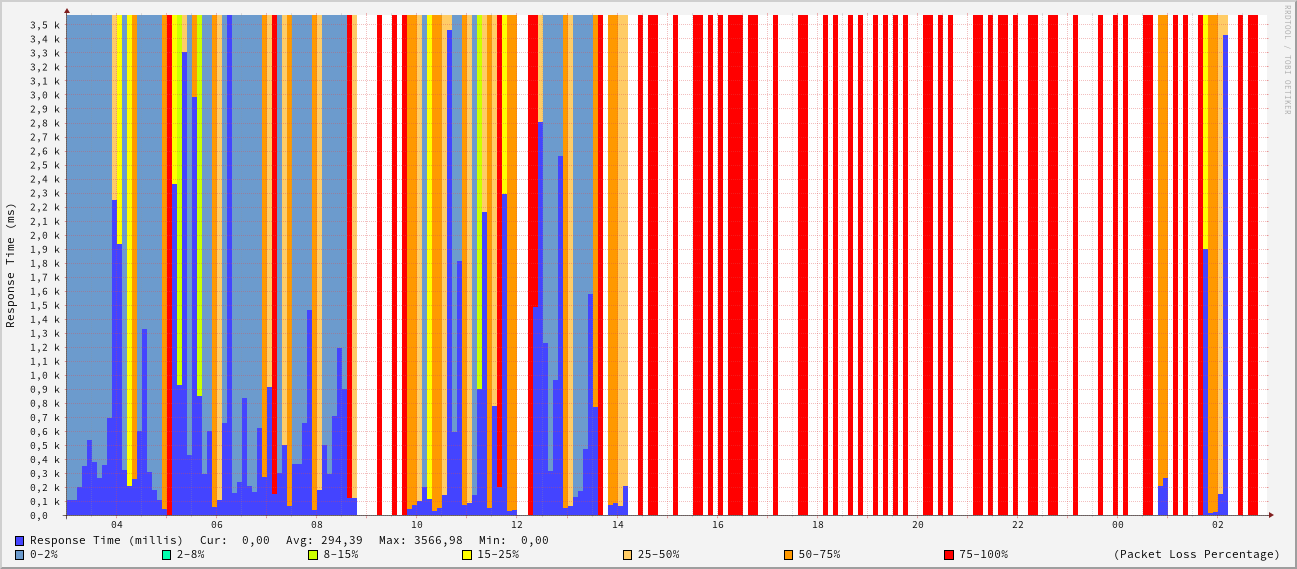 RRDTOOL / TOBI OETIKER
Response Time (ms)
3,5 k
3,4 k
3,3 k
3,2 k
3,1 k
3,0 k
2,9 k
2,8 k
2,7 k
2,6 k
2,5 k
2,4 k
2,3 k
2,2 k
2,1 k
2,0 k
1,9 k
1,8 k
1,7 k
1,6 k
1,5 k
1,4 k
1,3 k
1,2 k
1,1 k
1,0 k
0,9 k
0,8 k
0,7 k
0,6 k
0,5 k
0,4 k
0,3 k
0,2 k
0,1 k
0,0
04 06 08 10 12 14 16 18 20 22 00 02
Response Time (millis) Cur: 0,00 Avg: 294,39 Max: 3566,98 Min: 0,00
0-2% 2-8% 8-15% 15-25% 25-50% 50-75% 75-100% (Packet Loss Percentage)